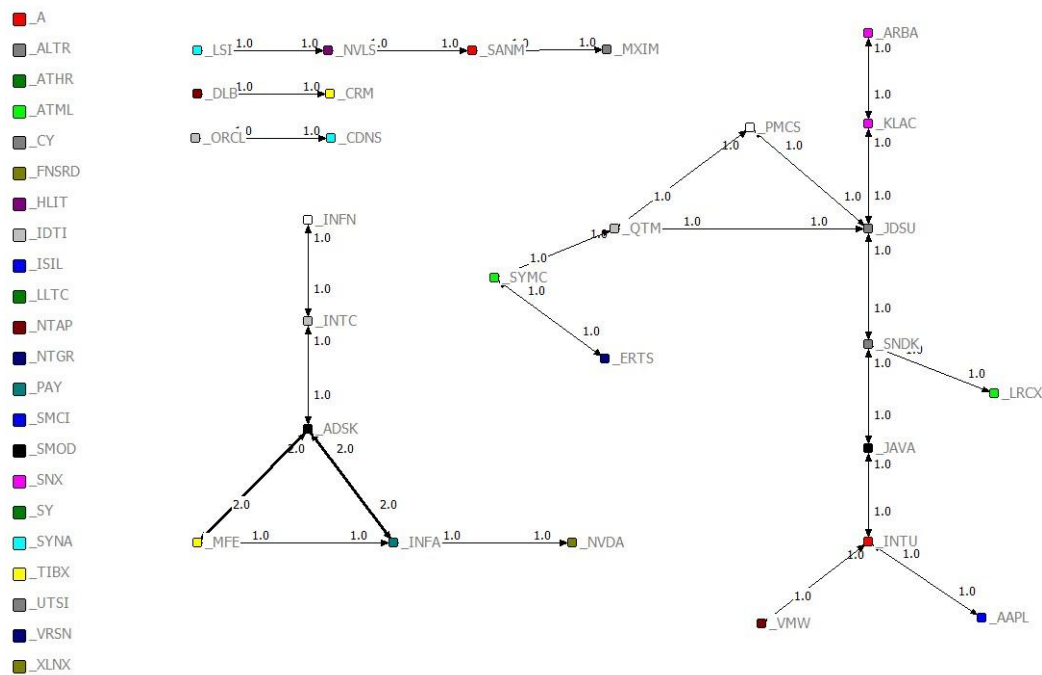 _A
_ALTR
_ATHR
_ATML
_CY
_FNSRD
_HLIT
_IDTI
_ISIL
_LLTC
_NTAP
_NTGR
_PAY
_SMCI
_SMOD
_SNX
_SY
_SYNA
_TIBX
_UTSI
_VRSN
_XLNX
_LSI 1.0 1.0 _NVLS 1.0 1.0 _SANM 1.0 1.0 _MXIM
_DLB 1.0 1.0 _CRM
_ORCL 1.0 1.0 _CDNS
_INFN
1.0
1.0
_INTC
1.0
1.0
_ADSK
2.0 2.0
2.0 2.0
_MFE 1.0 1.0 _INFA 1.0 1.0 _NVDA
_ARBA
1.0
1.0
_KLAC
1.0
1.0
_PMCS
1.0 1.0
1.0 1.0
_QTM 1.0 1.0 _JDSU
1.0
1.0
_SYMC
1.0
1.0
_ERTS
1.0
1.0
_SNDK 1.0
1.0 _LRCX
1.0
1.0
_JAVA
1.0
1.0
_INTU
1.0 1.0
1.0 1.0
_VMW
_AAPL